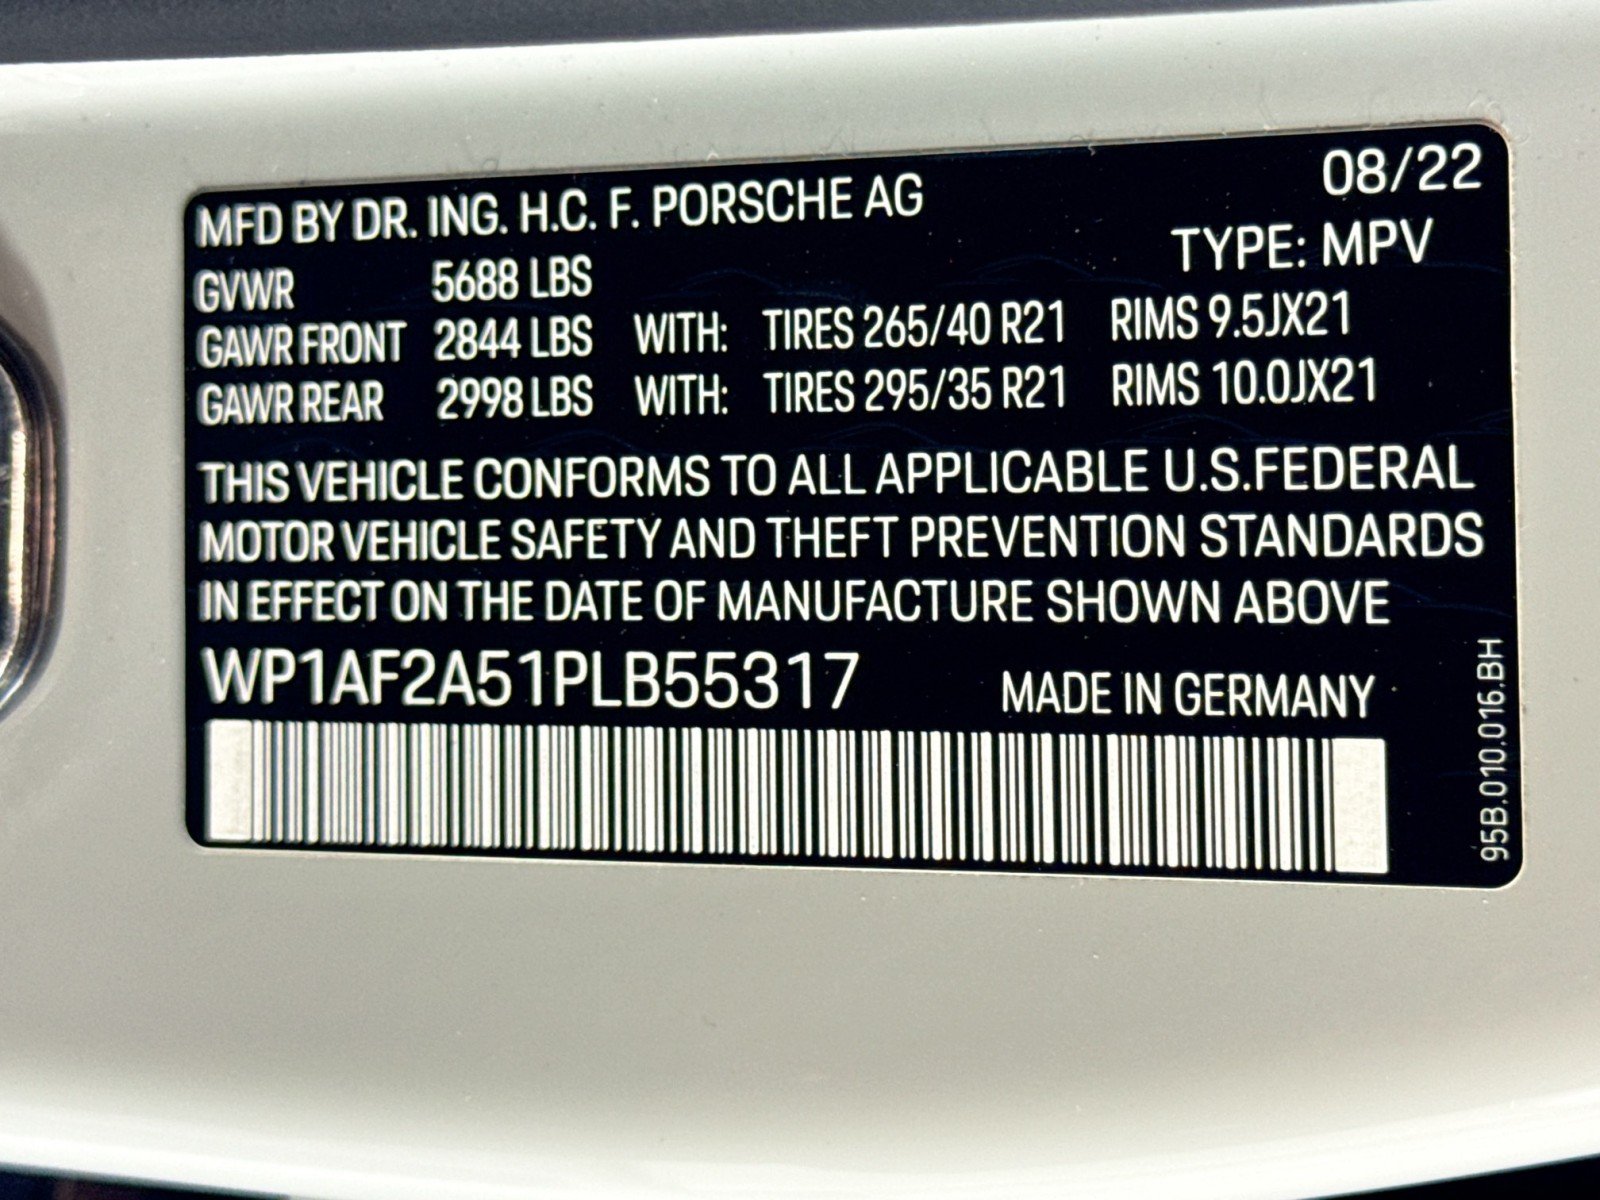 MFD BY DR. ING. H.C. F. PORSCHE AG 08/22
TYPE: MPV
GVWR 5688 LBS
GAWR FRONT 2844 LBS WITH: TIRES 265/40 R21 RIMS 9.5JX21
GAWR REAR 2998 LBS WITH: TIRES 295/35 R21 RIMS 10.0JX21
THIS VEHICLE CONFORMS TO ALL APPLICABLE U.S.FEDERAL
MOTOR VEHICLE SAFETY AND THEFT PREVENTION STANDARDS
IN EFFECT ON THE DATE OF MANUFACTURE SHOWN ABOVE
WP1AF2A51PLB55317 MADE IN GERMANY
95B.010.016.BH